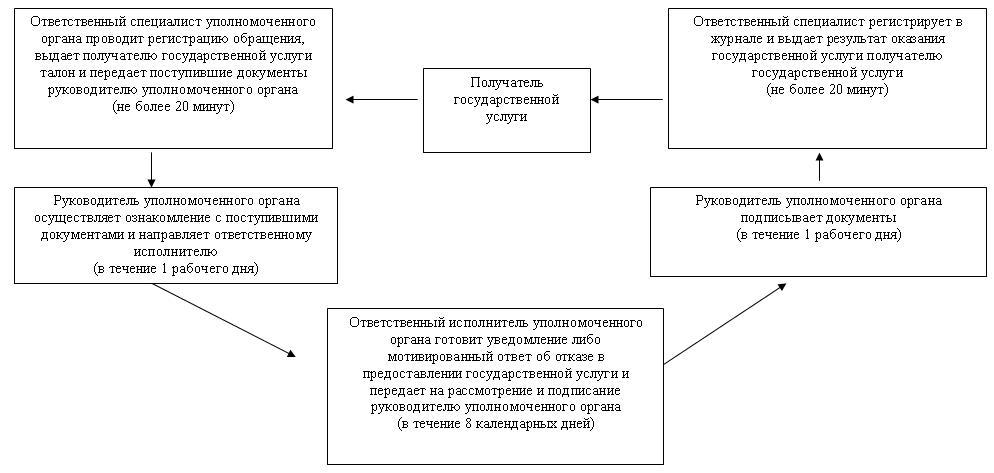 Ответственный специалист уполномоченного
органа проводит регистрацию обращения,
выдает получателю государственной услуги
талон и передает поступившие документы
руководителю уполномоченного органа
(не более 20 минут)
Получатель
государственной
услуги
Ответственный специалист регистрирует в
журнале и выдает результат оказания
государственной услуги получателю
государственной услуги
(не более 20 минут)
Руководитель уполномоченного органа
осуществляет ознакомление с поступившими
документами и направляет ответственному
исполнителю
(в течение 1 рабочего дня)
Руководитель уполномоченного органа
подписывает документы
(в течение 1 рабочего дня)
Ответственный исполнитель уполномоченного
органа готовит уведомление либо
мотивированный ответ об отказе в
предоставлении государственной услуги и
передает на рассмотрение и подписание
руководителю уполномоченного органа
(в течение 8 календарных дней)